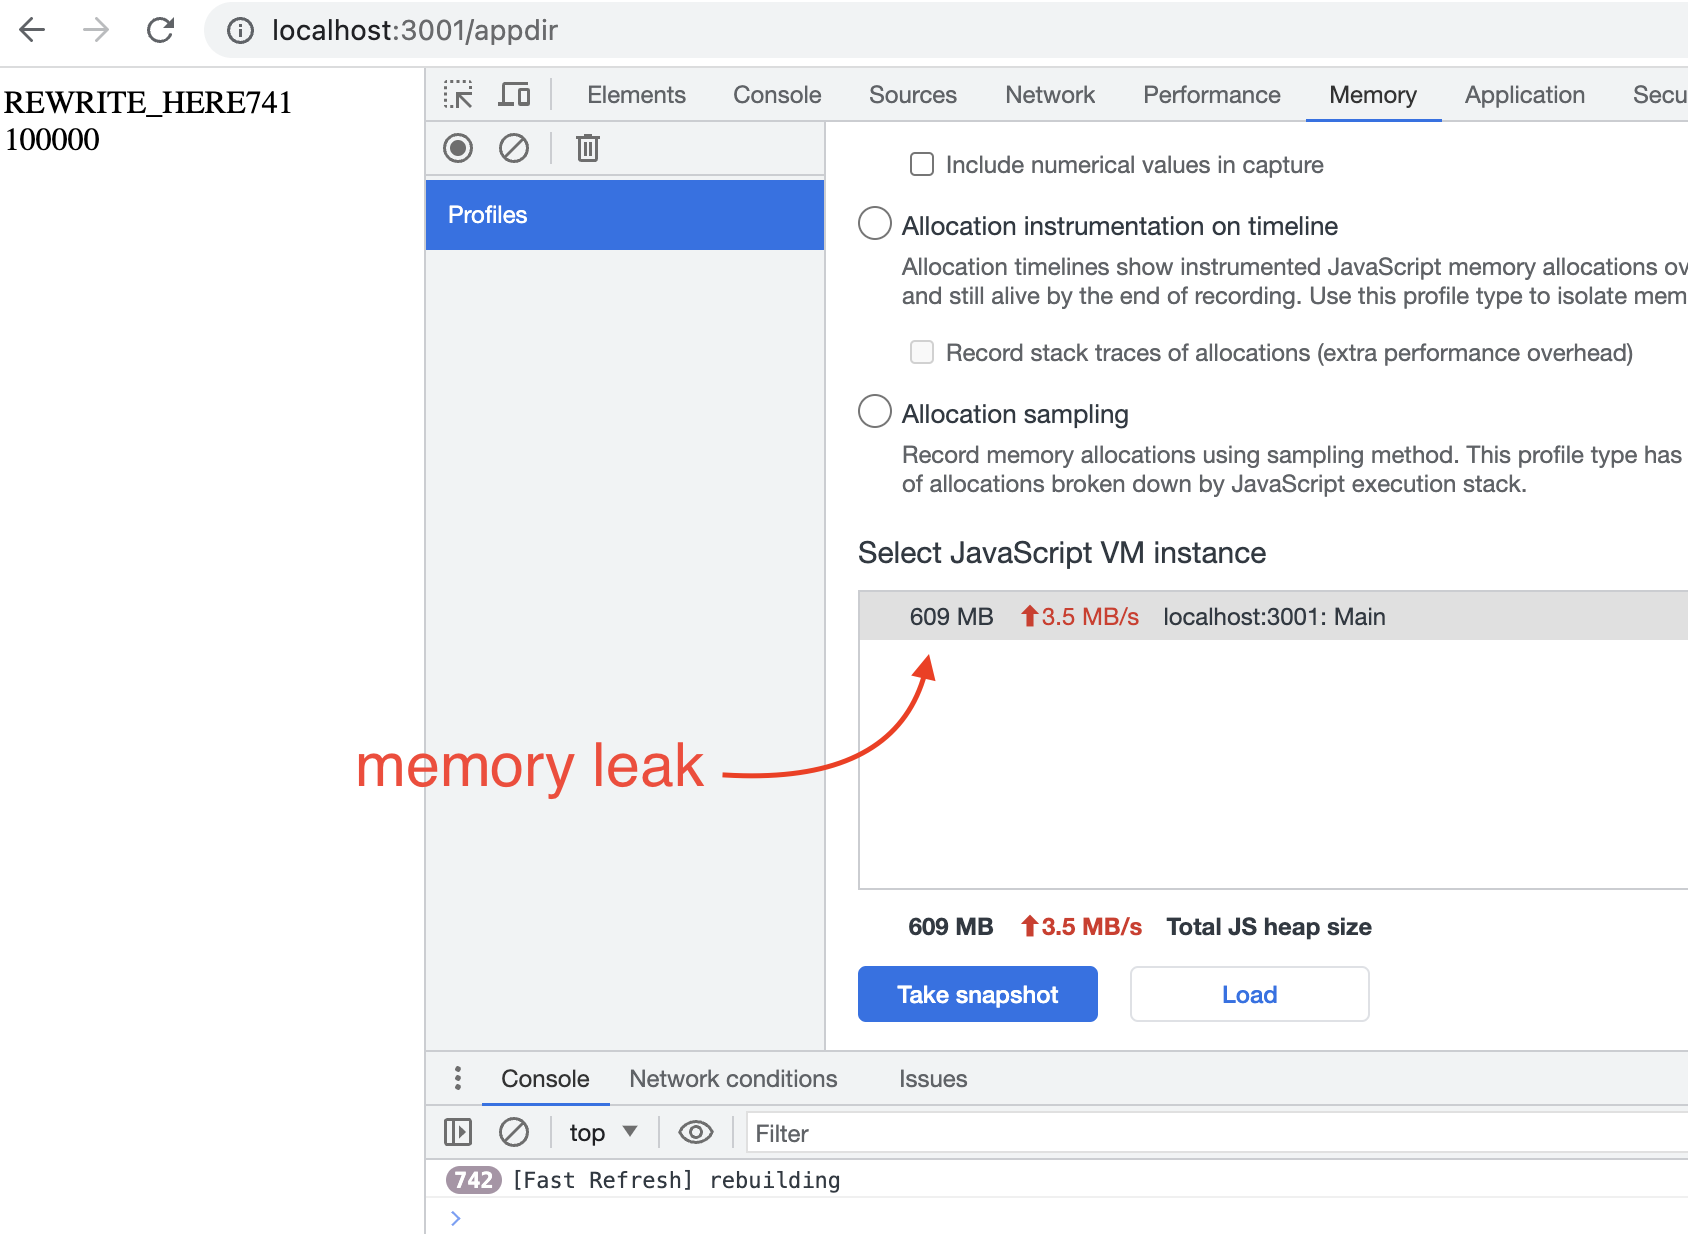 localhost:3001/appdir
REWRITE_HERE741
100000
Elements Console Sources Network Performance Memory Application Secu
Profiles
Include numerical values in capture
Allocation instrumentation on timeline
Allocation timelines show instrumented JavaScript memory allocations ov
and still alive by the end of recording. Use this profile type to isolate mem
Record stack traces of allocations (extra performance overhead)
Allocation sampling
Record memory allocations using sampling method. This profile type has
of allocations broken down by JavaScript execution stack.
Select JavaScript VM instance
609 MB 3.5 MB/s localhost:3001: Main
memory leak
609 MB 3.5 MB/s Total JS heap size
Take snapshot Load
Console Network conditions Issues
top Filter
742 [Fast Refresh] rebuilding